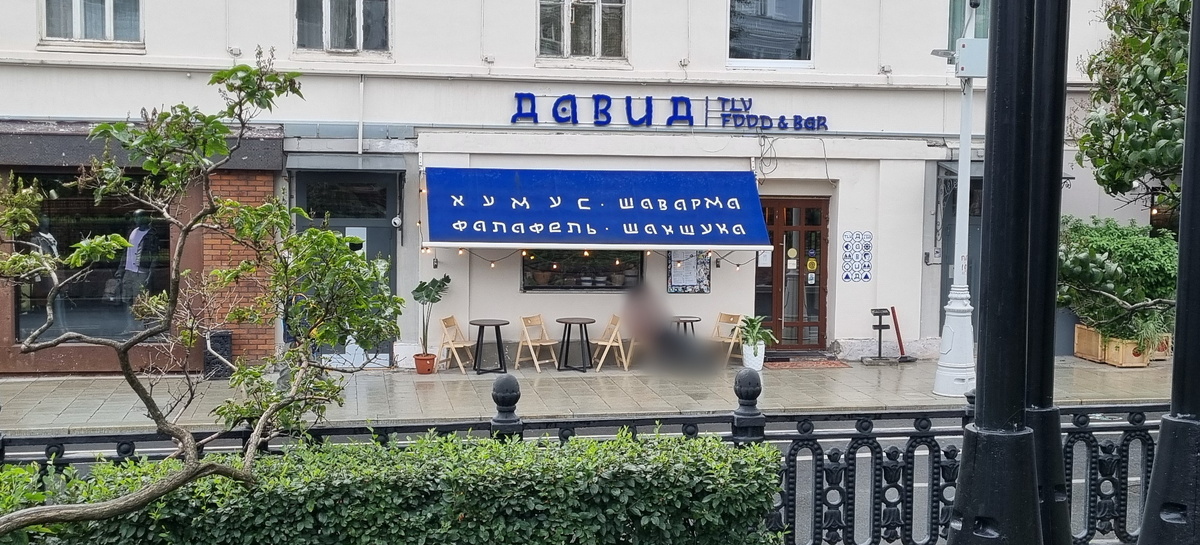 ДАВИД
TLV
FOOD & BAR
ХУМУС · ШАВАРМА
ФАЛАФЕЛЬ · ШАКШУКА